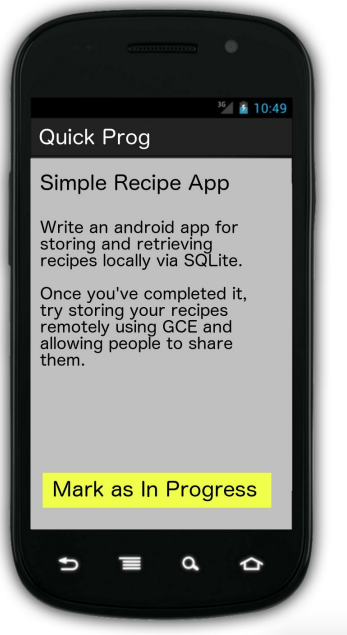 3G 10:49
Quick Prog
Simple Recipe App
Write an android app for
storing and retrieving
recipes locally via SQLite.
Once you've completed it,
try storing your recipes
remotely using GCE and
allowing people to share
them.
Mark as In Progress